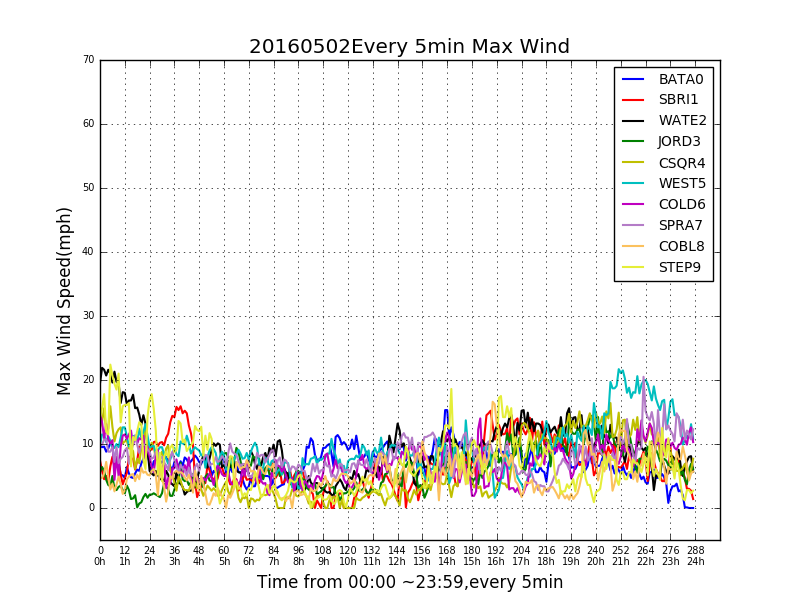 20160502Every 5min Max Wind
Max Wind Speed(mph)
70
60
50
40
30
20
10
0
BATA0
SBRI1
WATE2
JORD3
CSQR4
WEST5
COLD6
SPRA7
COBL8
STEP9
0 12 24 36 48 60 72 84 96 108 120 132 144 156 168 180 192 204 216 228 240 252 264 276 288
0h 1h 2h 3h 4h 5h 6h 7h 8h 9h 10h 11h 12h 13h 14h 15h 16h 17h 18h 19h 20h 21h 22h 23h 24h
Time from 00:00 ~23:59,every 5min